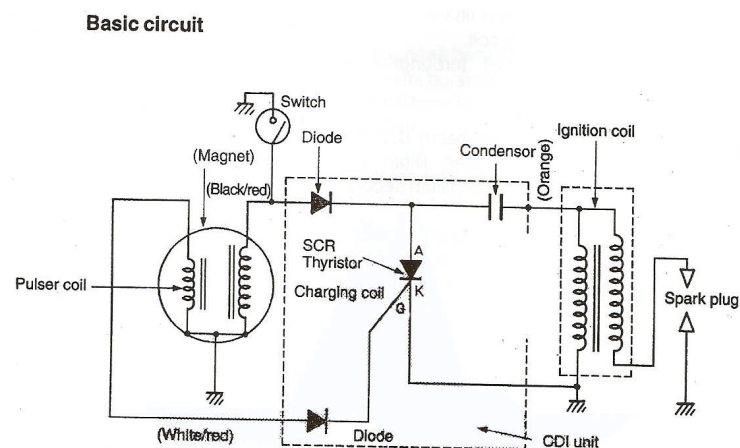 Basic circuit
Switch
Ignition coil
Diode
Condensor
(Orange)
(Magnet)
(Black/red)
A
SCR
Thyristor
Pulser coil
Charging coil
K
G
Spark plug
(White/red)
Diode
CDI unit